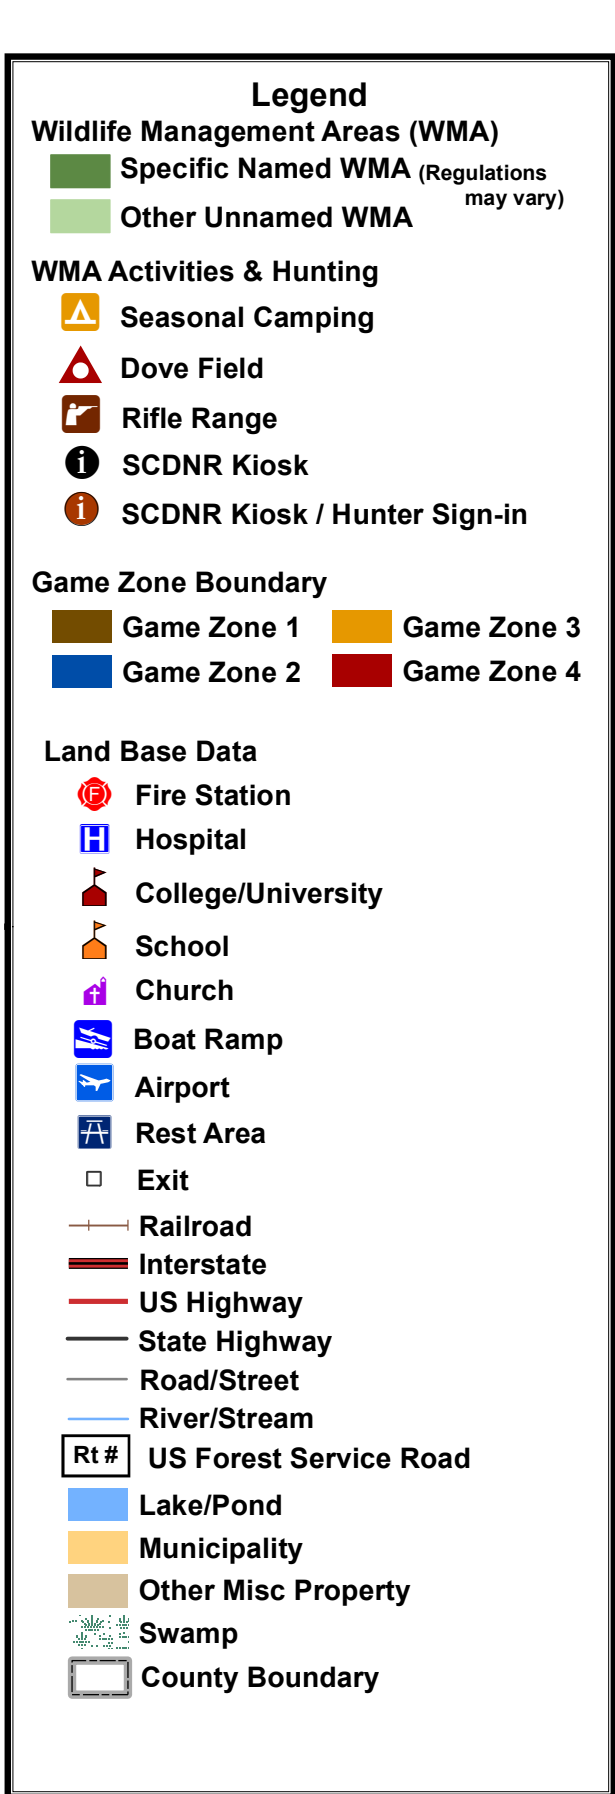 Legend
Wildlife Management Areas (WMA)
Specific Named WMA (Regulations
may vary)
Other Unnamed WMA
WMA Activities & Hunting
Seasonal Camping
Dove Field
Rifle Range
i SCDNR Kiosk
i SCDNR Kiosk / Hunter Sign-in
Game Zone Boundary
Game Zone 1 Game Zone 3
Game Zone 2 Game Zone 4
Land Base Data
F Fire Station
H Hospital
College/University
School
Church
Boat Ramp
Airport
Rest Area
Exit
Railroad
Interstate
US Highway
State Highway
Road/Street
River/Stream
Rt # US Forest Service Road
Lake/Pond
Municipality
Other Misc Property
Swamp
County Boundary